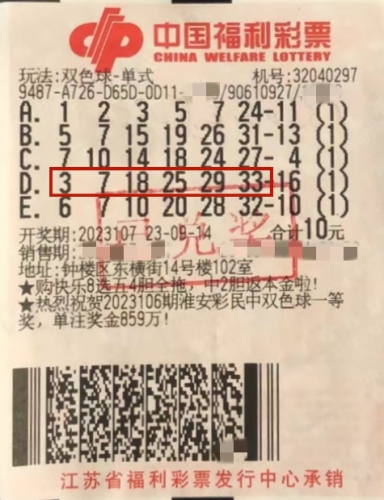 中国福利彩票
CHINA WELFARE LOTTERY
玩法:双色球-单式 机号:32040297
9487-A726-D65D-0D11- /90610927/
A. 1 2 3 5 7 24-11 (1)
B. 5 7 15 19 26 31-13 (1)
C. 7 10 14 18 24 27- 4 (1)
D. 3 7 18 25 29 33-16 (1)
E. 6 7 10 20 28 32-10 (1)
开奖期:2023107 23-09-14 合计10元
已兑奖
销售期:
地址:钟楼区东横街14号楼102室
★购快乐8选五4胆全拖,中2胆返本金啦!
★热烈祝贺2023106期淮安彩民中双色球一等
奖,单注奖金859万!
江苏省福利彩票发行中心承销